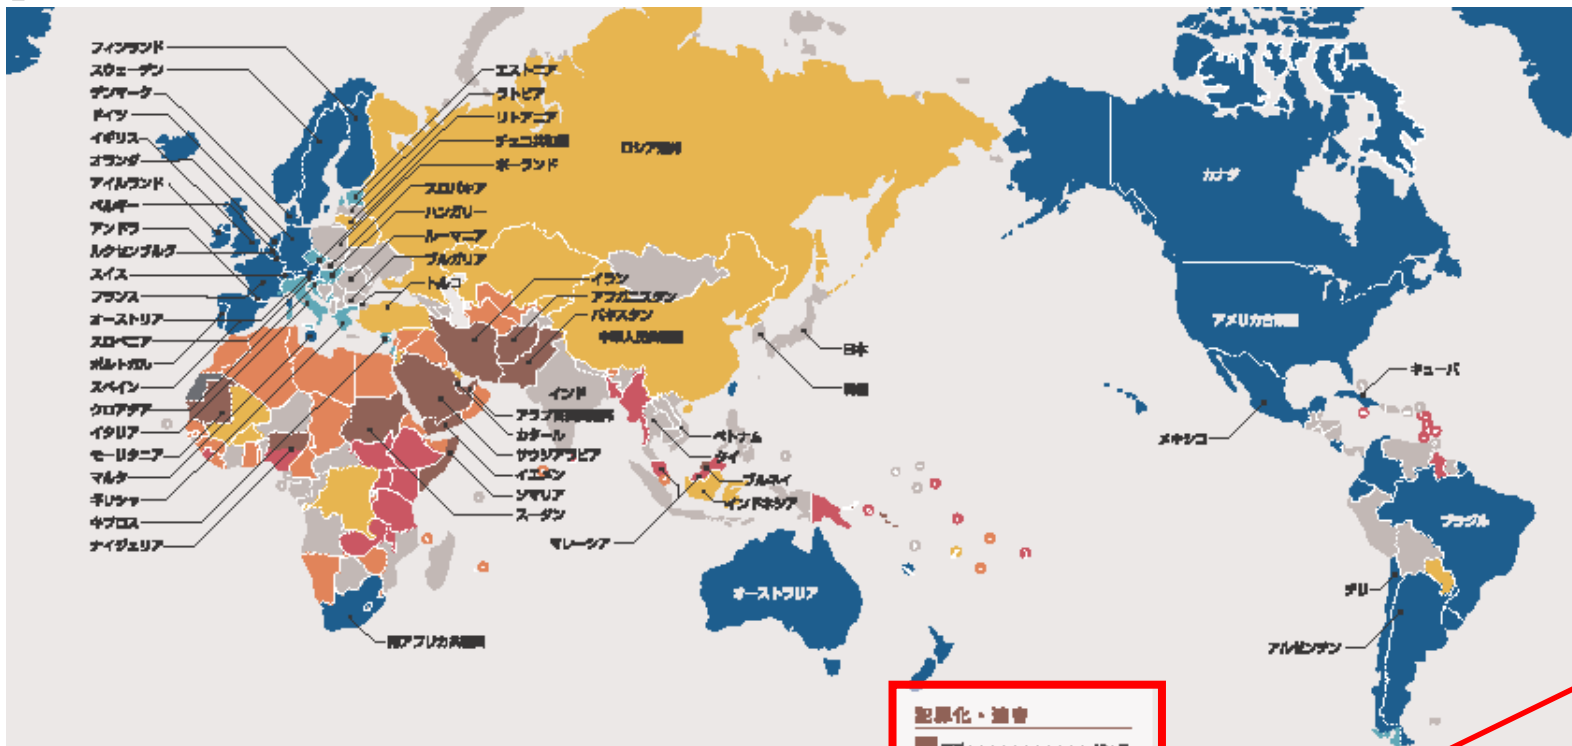 フィンランド
スウェーデン
デンマーク
ドイツ
イギリス
オランダ
アイルランド
ベルギー
アンドラ
ルクセンブルグ
スイス
フランス
オーストリア
スロベニア
ポルトガル
スペイン
クロアチア
イタリア
モーリタニア
マルタ
ギリシャ
キプロス
ナイジェリア
エストニア
ラトビア
リトアニア
チェコ共和国
ポーランド
スロバキア
ハンガリー
ルーマニア
ブルガリア
トルコ
ロシア連邦
イラン
アフガニスタン
パキスタン
中華人民共和国
日本
韓国
インド
アラブ首長国連邦
カタール
サウジアラビア
イエメン
ソマリア
スーダン
ベトナム
タイ
ブルネイ
インドネシア
マレーシア
南アフリカ共和国
オーストラリア
カナダ
アメリカ合衆国
キューバ
メキシコ
ブラジル
チリ
アルゼンチン
犯罪化・迫害